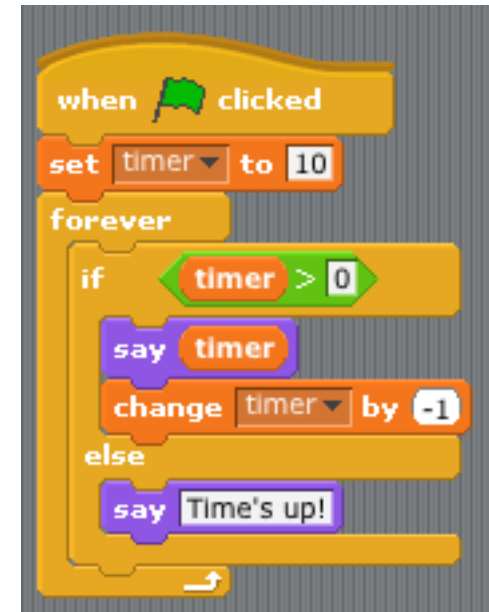 when clicked
set timer to 10
forever
if timer > 0
say timer
change timer by -1
else
say Time's up!